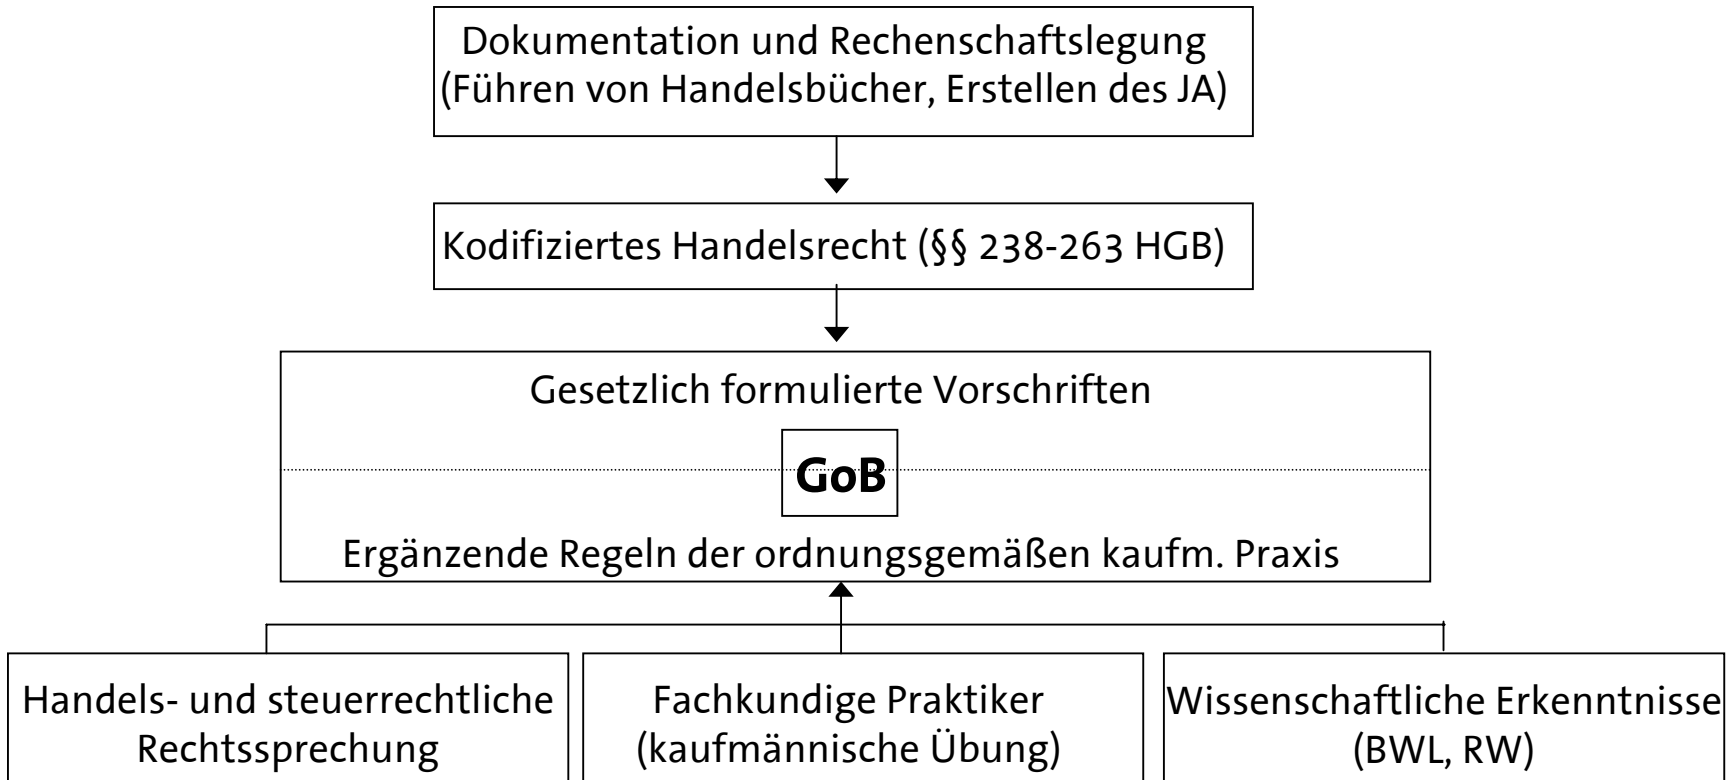 Dokumentation und Rechenschaftslegung
(Führen von Handelsbücher, Erstellen des JA)
Kodifiziertes Handelsrecht (§§ 238-263 HGB)
Gesetzlich formulierte Vorschriften
GoB
Ergänzende Regeln der ordnungsgemäßen kaufm. Praxis
Handels- und steuerrechtliche
Rechtssprechung
Fachkundige Praktiker
(kaufmännische Übung)
Wissenschaftliche Erkenntnisse
(BWL, RW)